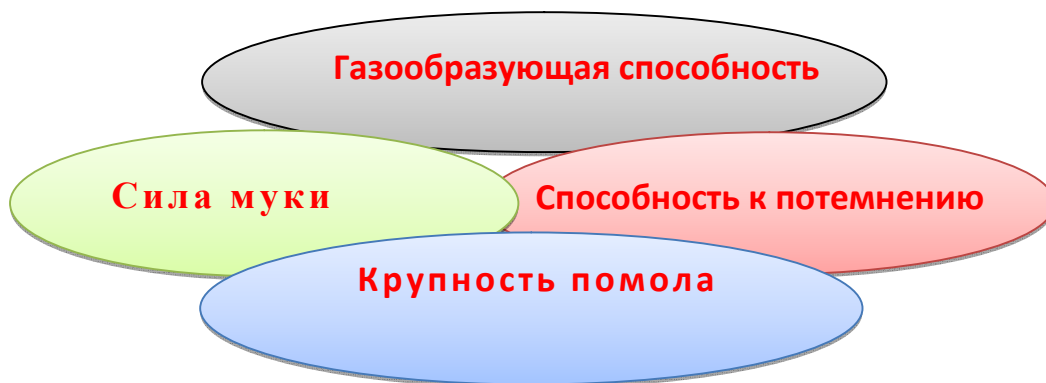 Газообразующая способность
Сила муки
Способность к потемнению
Крупность помола